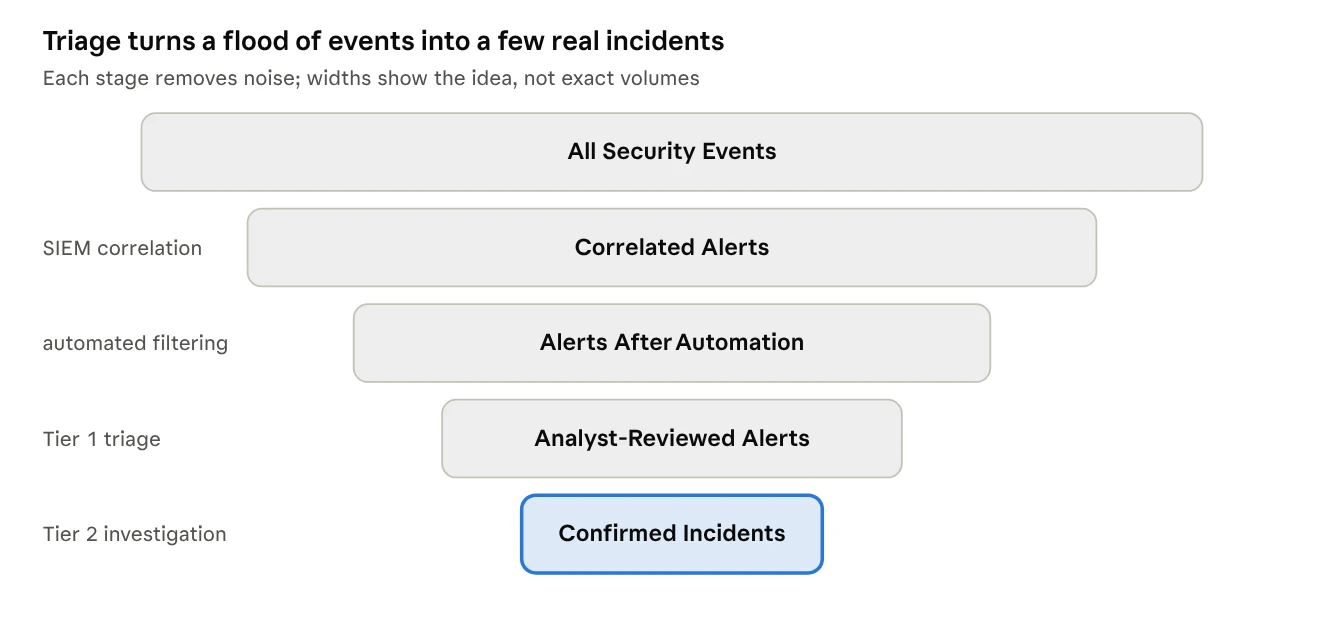 Triage turns a flood of events into a few real incidents
Each stage removes noise; widths show the idea, not exact volumes
All Security Events
SIEM correlation
Correlated Alerts
automated filtering
Alerts After Automation
Tier 1 triage
Analyst-Reviewed Alerts
Tier 2 investigation
Confirmed Incidents